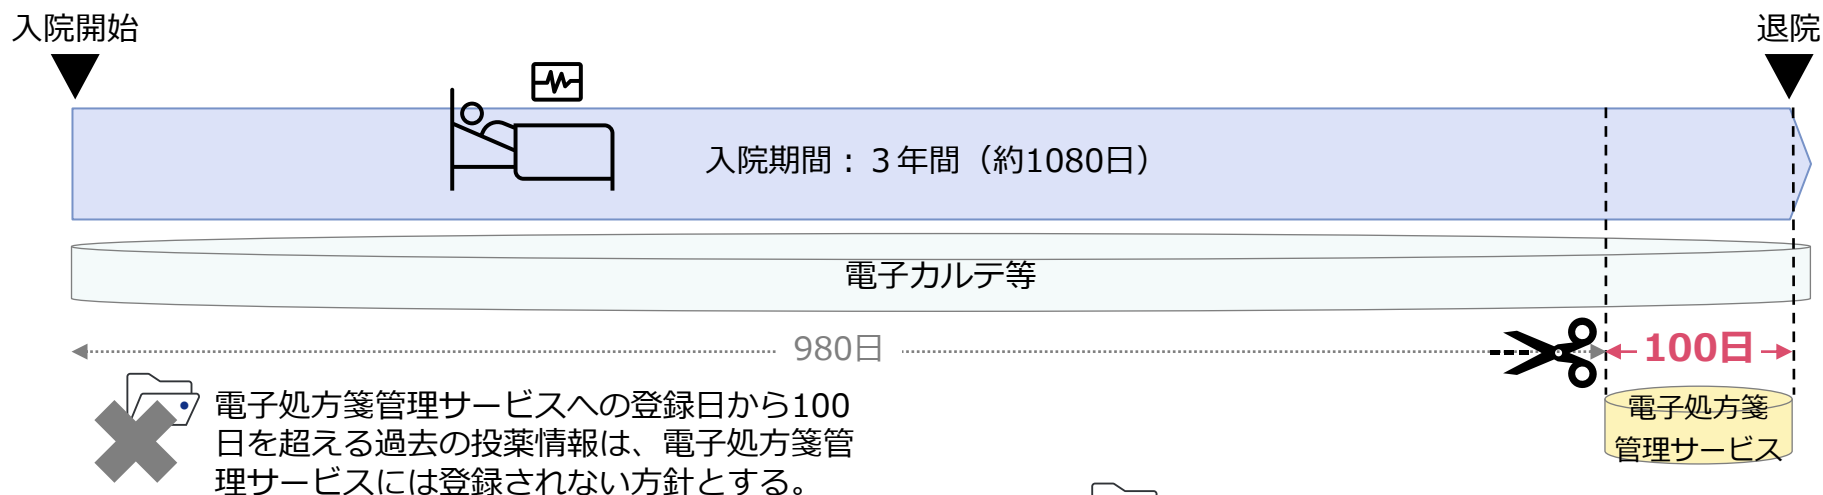 入院開始
退院
入院期間：３年間（約1080日）
電子カルテ等
980日
100日
電子処方箋
管理サービス
電子処方箋管理サービスへの登録日から100
日を超える過去の投薬情報は、電子処方箋管
理サービスには登録されない方針とする。